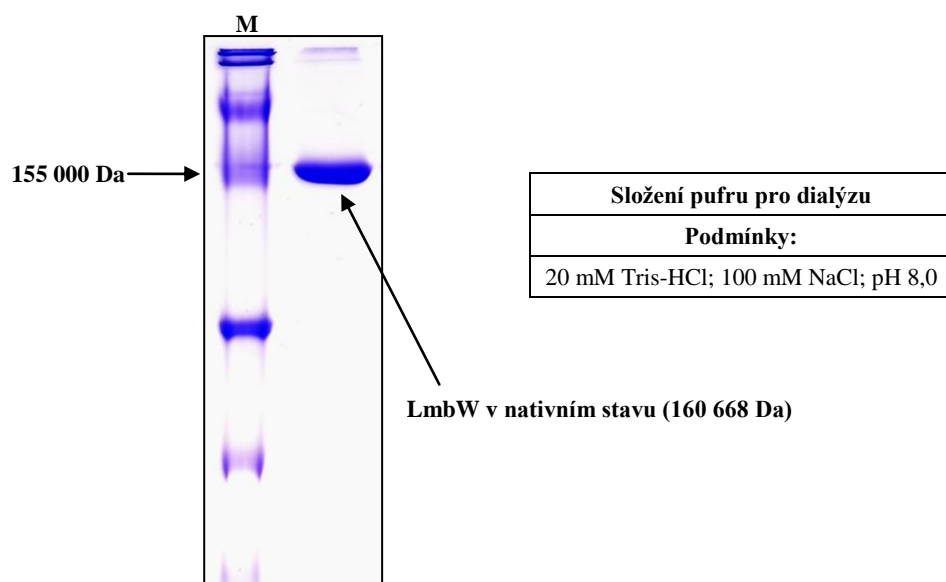 M
155 000 Da
Složení pufru pro dialýzu
Podmínky:
20 mM Tris-HCl; 100 mM NaCl; pH 8,0
LmbW v nativním stavu (160 668 Da)